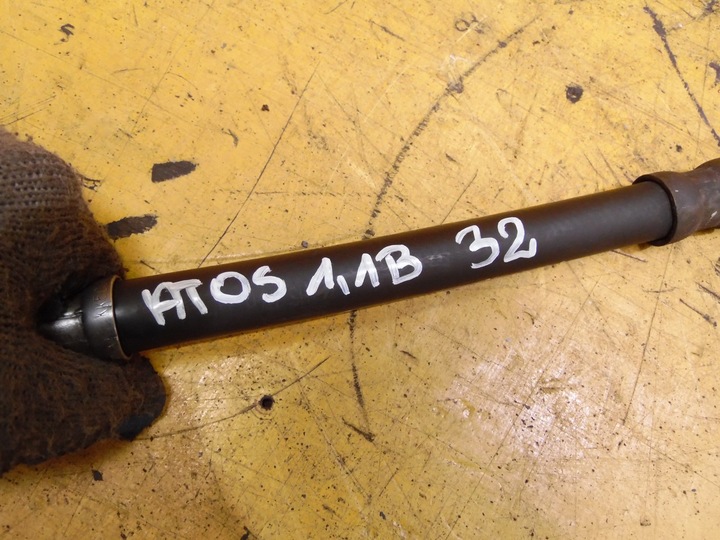 ATOS 1,1B 32